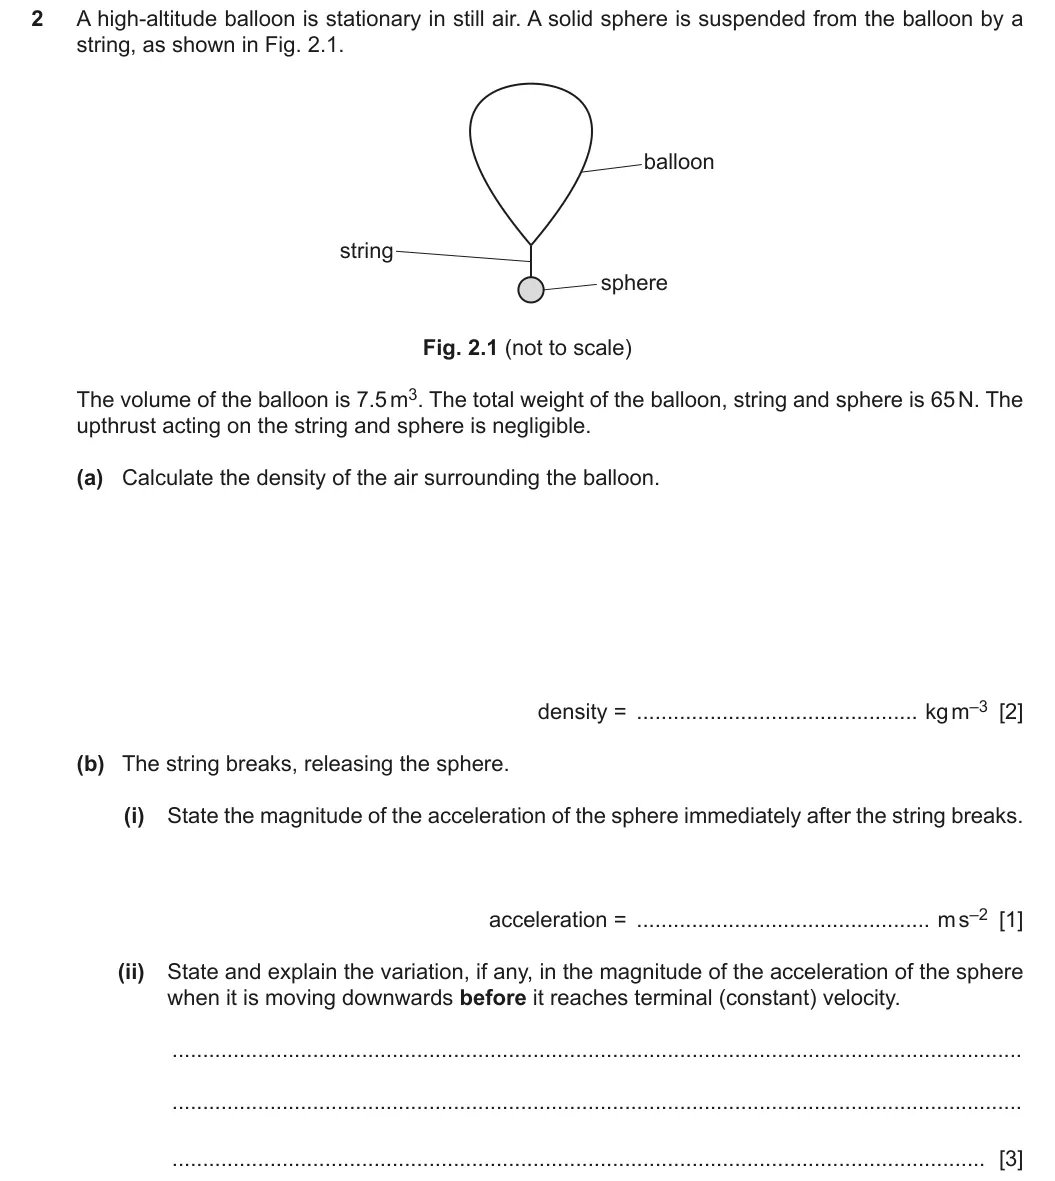 2 A high-altitude balloon is stationary in still air. A solid sphere is suspended from the balloon by a
string, as shown in Fig. 2.1.
balloon
string
sphere
Fig. 2.1 (not to scale)
The volume of the balloon is 7.5 m³. The total weight of the balloon, string and sphere is 65 N. The
upthrust acting on the string and sphere is negligible.
(a) Calculate the density of the air surrounding the balloon.
density = ............................................... kg m⁻³ [2]
(b) The string breaks, releasing the sphere.
(i) State the magnitude of the acceleration of the sphere immediately after the string breaks.
acceleration = ................................................. m s⁻² [1]
(ii) State and explain the variation, if any, in the magnitude of the acceleration of the sphere
when it is moving downwards before it reaches terminal (constant) velocity.
...........................................................................................................................................
...........................................................................................................................................
..................................................................................................................................... [3]